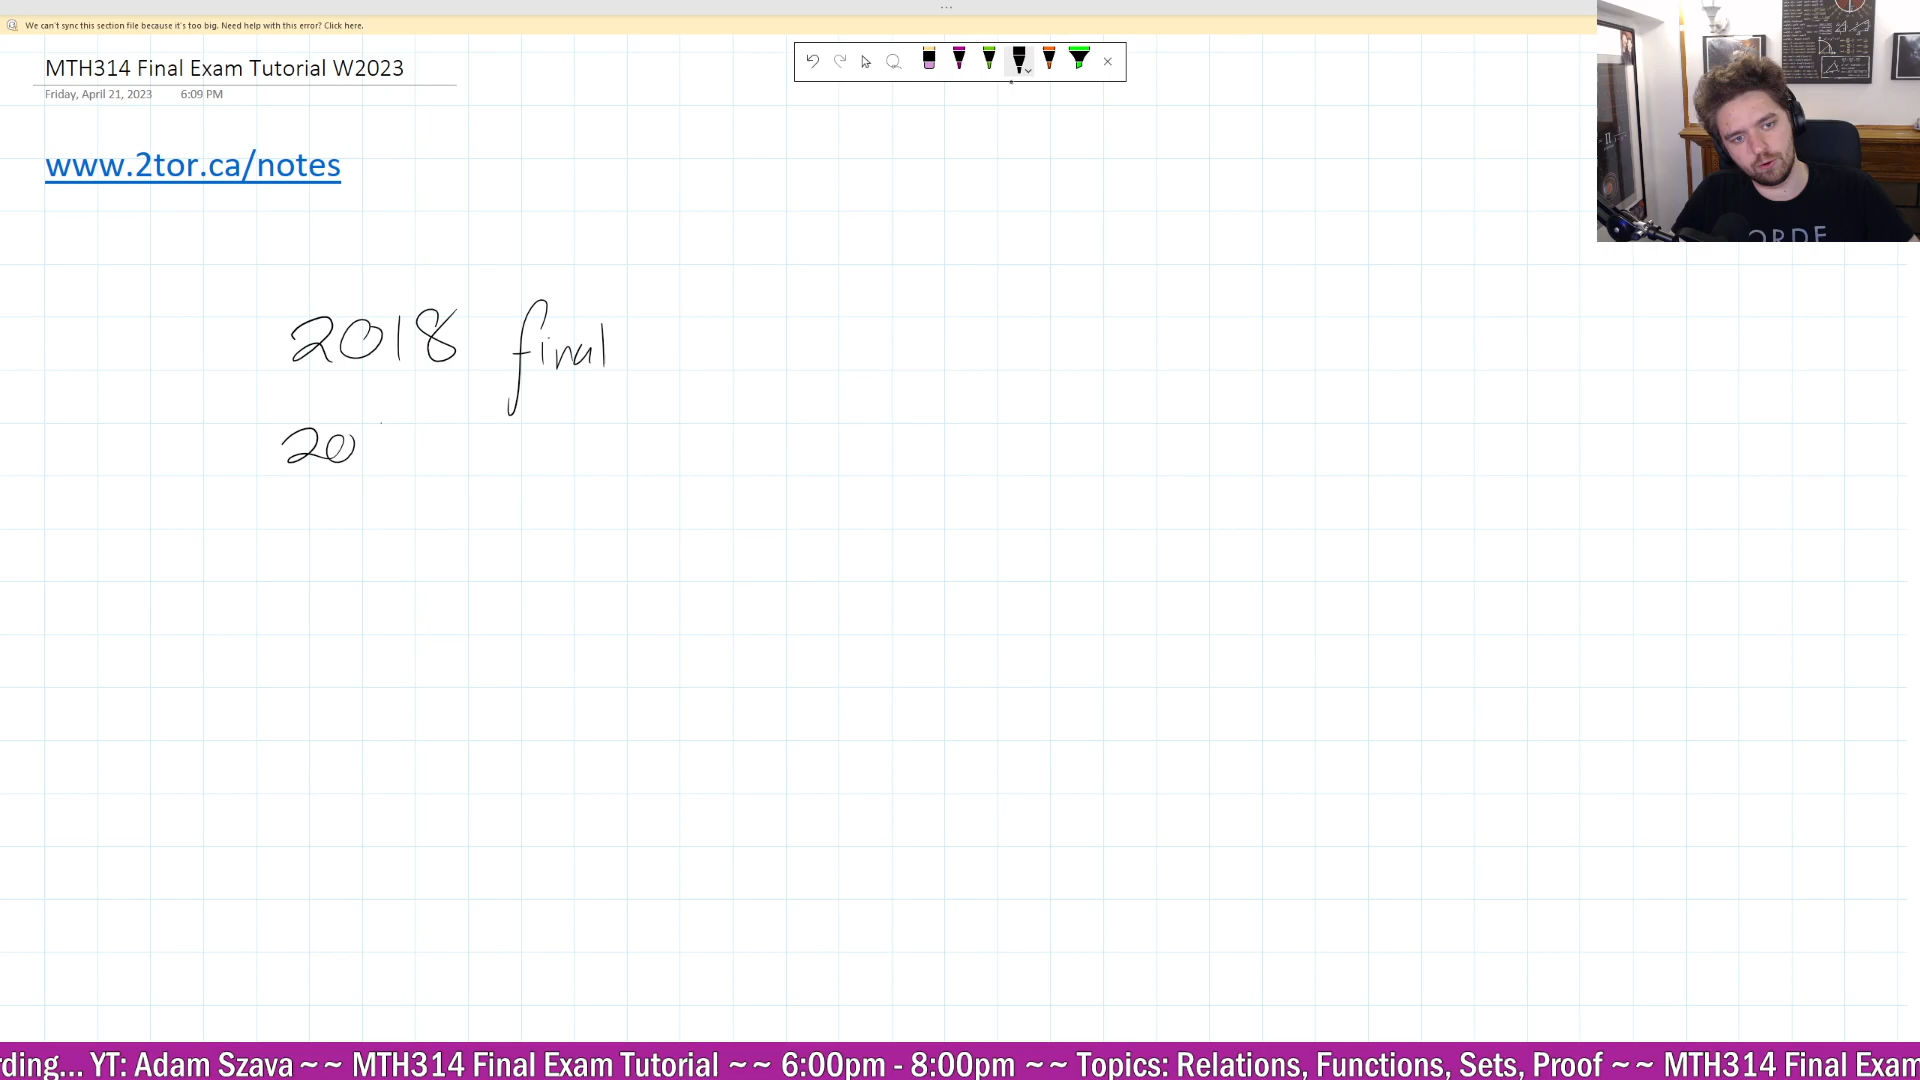 We can't sync this section file because it's too big. Need help with this error? Click here.
MTH314 Final Exam Tutorial W2023
Friday, April 21, 2023 6:09 PM
www.2tor.ca/notes
2018 final
20
ORDE
rding... YT: Adam Szava ~~ MTH314 Final Exam Tutorial ~~ 6:00pm - 8:00pm ~~ Topics: Relations, Functions, Sets, Proof ~~ MTH314 Final Exam